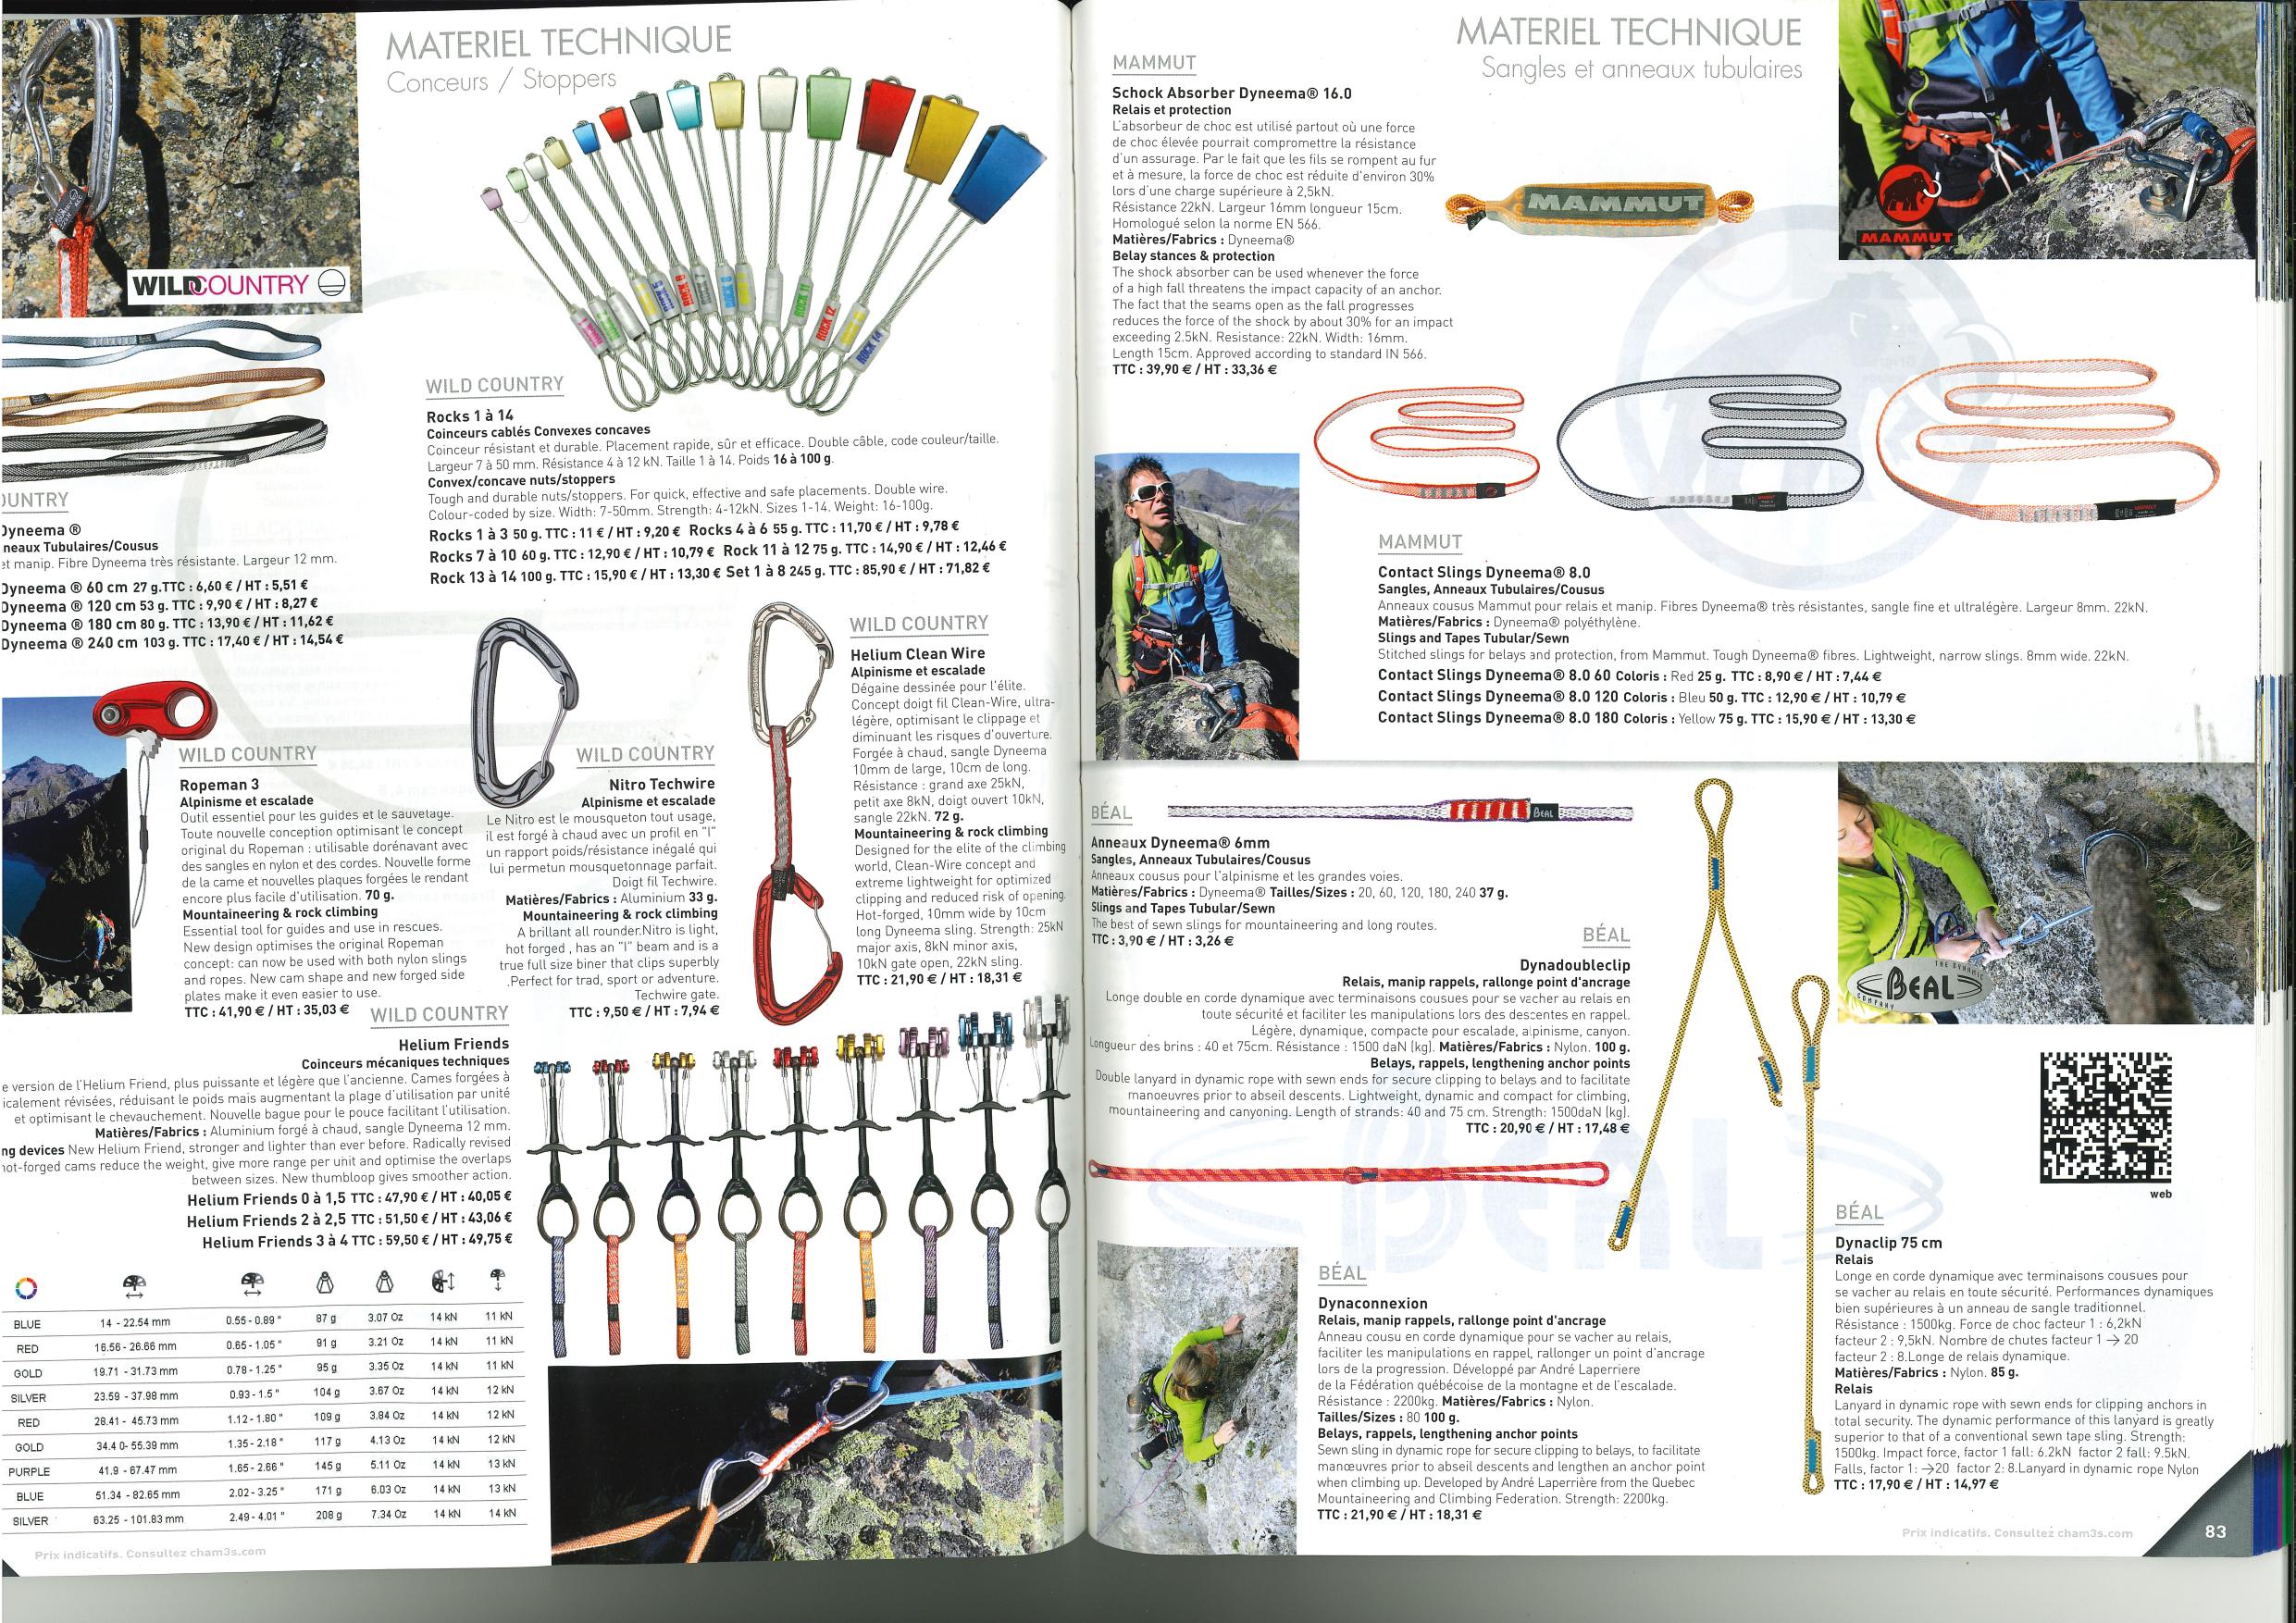 MATERIEL TECHNIQUE
Conceurs / Stoppers
WILDCOUNTRY
WILD COUNTRY
Rocks 1 à 14
Coinceurs cablés Convexes concaves
Coinceur résistant et durable. Placement rapide, sûr et efficace. Double câble, code couleur/taille.
Largeur 7 à 50 mm. Résistance 4 à 12 kN. Taille 1 à 14. Poids 16 à 100 g.
Convex/concave nuts/stoppers
Tough and durable nuts/stoppers. For quick, effective and safe placements. Double wire.
Colour-coded by size. Width: 7-50mm. Strength: 4-12kN. Sizes 1-14. Weight: 16-100g.
Rocks 1 à 3 50 g. TTC : 11 € / HT : 9,20 € Rocks 4 à 6 55 g. TTC : 11,70 € / HT : 9,78 €
Rocks 7 à 10 60 g. TTC : 12,90 € / HT : 10,79 € Rock 11 à 12 75 g. TTC : 14,90 € / HT : 12,46 €
Rock 13 à 14 100 g. TTC : 15,90 € / HT : 13,30 € Set 1 à 8 245 g. TTC : 85,90 € / HT : 71,82 €
ROCK 11
ROCK 12
ROCK 14
OUNTRY
Dyneema ®
neaux Tubulaires/Cousus
et manip. Fibre Dyneema très résistante. Largeur 12 mm.
Dyneema ® 60 cm 27 g.TTC : 6,60 € / HT : 5,51 €
Dyneema ® 120 cm 53 g. TTC : 9,90 € / HT : 8,27 €
Dyneema ® 180 cm 80 g. TTC : 13,90 € / HT : 11,62 €
Dyneema ® 240 cm 103 g. TTC : 17,40 € / HT : 14,54 €
WILD COUNTRY
Ropeman 3
Alpinisme et escalade
Outil essentiel pour les guides et le sauvetage.
Toute nouvelle conception optimisant le concept
original du Ropeman : utilisable dorénavant avec
des sangles en nylon et des cordes. Nouvelle forme
de la came et nouvelles plaques forgées le rendant
encore plus facile d'utilisation. 70 g.
Mountaineering & rock climbing
Essential tool for guides and use in rescues.
New design optimises the original Ropeman
concept: can now be used with both nylon slings
and ropes. New cam shape and new forged side
plates make it even easier to use.
TTC : 41,90 € / HT : 35,03 €
WILD COUNTRY
Nitro Techwire
Alpinisme et escalade
Le Nitro est le mousqueton tout usage,
il est forgé à chaud avec un profil en "I"
un rapport poids/résistance inégalé qui
lui permetun mousquetonnage parfait.
Doigt fil Techwire.
Matières/Fabrics : Aluminium 33 g.
Mountaineering & rock climbing
A brillant all rounder.Nitro is light,
hot forged , has an "I" beam and is a
true full size biner that clips superbly
.Perfect for trad, sport or adventure.
Techwire gate.
TTC : 9,50 € / HT : 7,94 €
WILD COUNTRY
Helium Clean Wire
Alpinisme et escalade
Dégaine dessinée pour l'élite.
Concept doigt fil Clean-Wire, ultra-
légère, optimisant le clippage et
diminuant les risques d'ouverture.
Forgée à chaud, sangle Dyneema
10mm de large, 10cm de long.
Résistance : grand axe 25kN,
petit axe 8kN, doigt ouvert 10kN,
sangle 22kN. 72 g.
Mountaineering & rock climbing
Designed for the elite of the climbing
world, Clean-Wire concept and
extreme lightweight for optimized
clipping and reduced risk of opening.
Hot-forged, 10mm wide by 10cm
long Dyneema sling. Strength: 25kN
major axis, 8kN minor axis,
10kN gate open, 22kN sling.
TTC : 21,90 € / HT : 18,31 €
WILD COUNTRY
Helium Friends
Coinceurs mécaniques techniques
e version de l'Helium Friend, plus puissante et légère que l'ancienne. Cames forgées à
icalement révisées, réduisant le poids mais augmentant la plage d'utilisation par unité
et optimisant le chevauchement. Nouvelle bague pour le pouce facilitant l'utilisation.
Matières/Fabrics : Aluminium forgé à chaud, sangle Dyneema 12 mm.
ng devices New Helium Friend, stronger and lighter than ever before. Radically revised
hot-forged cams reduce the weight, give more range per unit and optimise the overlaps
between sizes. New thumbloop gives smoother action.
Helium Friends 0 à 1,5 TTC : 47,90 € / HT : 40,05 €
Helium Friends 2 à 2,5 TTC : 51,50 € / HT : 43,06 €
Helium Friends 3 à 4 TTC : 59,50 € / HT : 49,75 €
BLUE 14 - 22.54 mm 0.55 - 0.89 " 87 g 3.07 Oz 14 kN 11 kN
RED 16.56 - 26.66 mm 0.65 - 1.05 " 91 g 3.21 Oz 14 kN 11 kN
GOLD 19.71 - 31.73 mm 0.78 - 1.25 " 95 g 3.35 Oz 14 kN 11 kN
SILVER 23.59 - 37.98 mm 0.93 - 1.5 " 104 g 3.67 Oz 14 kN 12 kN
RED 28.41 - 45.73 mm 1.12 - 1.80 " 109 g 3.84 Oz 14 kN 12 kN
GOLD 34.4 0- 55.39 mm 1.35 - 2.18 " 117 g 4.13 Oz 14 kN 12 kN
PURPLE 41.9 - 67.47 mm 1.65 - 2.66 " 145 g 5.11 Oz 14 kN 13 kN
BLUE 51.34 - 82.65 mm 2.02 - 3.25 " 171 g 6.03 Oz 14 kN 13 kN
SILVER 63.25 - 101.83 mm 2.49 - 4.01 " 208 g 7.34 Oz 14 kN 14 kN
Prix indicatifs. Consultez cham3s.com
MATERIEL TECHNIQUE
Sangles et anneaux tubulaires
MAMMUT
Schock Absorber Dyneema® 16.0
Relais et protection
L'absorbeur de choc est utilisé partout où une force
de choc élevée pourrait compromettre la résistance
d'un assurage. Par le fait que les fils se rompent au fur
et à mesure, la force de choc est réduite d'environ 30%
lors d'une charge supérieure à 2,5kN.
Résistance 22kN. Largeur 16mm longueur 15cm.
Homologué selon la norme EN 566.
Matières/Fabrics : Dyneema®
Belay stances & protection
The shock absorber can be used whenever the force
of a high fall threatens the impact capacity of an anchor.
The fact that the seams open as the fall progresses
reduces the force of the shock by about 30% for an impact
exceeding 2.5kN. Resistance: 22kN. Width: 16mm.
Length 15cm. Approved according to standard IN 566.
TTC : 39,90 € / HT : 33,36 €
MAMMUT
MAMMUT
MAMMUT
Contact Slings Dyneema® 8.0
Sangles, Anneaux Tubulaires/Cousus
Anneaux cousus Mammut pour relais et manip. Fibres Dyneema® très résistantes, sangle fine et ultralégère. Largeur 8mm. 22kN.
Matières/Fabrics : Dyneema® polyéthylène.
Slings and Tapes Tubular/Sewn
Stitched slings for belays and protection, from Mammut. Tough Dyneema® fibres. Lightweight, narrow slings. 8mm wide. 22kN.
Contact Slings Dyneema® 8.0 60 Coloris : Red 25 g. TTC : 8,90 € / HT : 7,44 €
Contact Slings Dyneema® 8.0 120 Coloris : Bleu 50 g. TTC : 12,90 € / HT : 10,79 €
Contact Slings Dyneema® 8.0 180 Coloris : Yellow 75 g. TTC : 15,90 € / HT : 13,30 €
BÉAL
BEAL
Anneaux Dyneema® 6mm
Sangles, Anneaux Tubulaires/Cousus
Anneaux cousus pour l'alpinisme et les grandes voies.
Matières/Fabrics : Dyneema® Tailles/Sizes : 20, 60, 120, 180, 240 37 g.
Slings and Tapes Tubular/Sewn
The best of sewn slings for mountaineering and long routes.
TTC : 3,90 € / HT : 3,26 €
BÉAL
Dynadoubleclip
Relais, manip rappels, rallonge point d'ancrage
Longe double en corde dynamique avec terminaisons cousues pour se vacher au relais en
toute sécurité et faciliter les manipulations lors des descentes en rappel.
Légère, dynamique, compacte pour escalade, alpinisme, canyon.
Longueur des brins : 40 et 75cm. Résistance : 1500 daN (kg). Matières/Fabrics : Nylon. 100 g.
Belays, rappels, lengthening anchor points
Double lanyard in dynamic rope with sewn ends for secure clipping to belays and to facilitate
manoeuvres prior to abseil descents. Lightweight, dynamic and compact for climbing,
mountaineering and canyoning. Length of strands: 40 and 75 cm. Strength: 1500daN (kg).
TTC : 20,90 € / HT : 17,48 €
THE DYNAMIC
BEAL
COMPANY
web
BÉAL
Dynaconnexion
Relais, manip rappels, rallonge point d'ancrage
Anneau cousu en corde dynamique pour se vacher au relais,
faciliter les manipulations en rappel, rallonger un point d'ancrage
lors de la progression. Développé par André Laperriere
de la Fédération québécoise de la montagne et de l'escalade.
Résistance : 2200kg. Matières/Fabrics : Nylon.
Tailles/Sizes : 80 100 g.
Belays, rappels, lengthening anchor points
Sewn sling in dynamic rope for secure clipping to belays, to facilitate
manœuvres prior to abseil descents and lengthen an anchor point
when climbing up. Developed by André Laperrière from the Quebec
Mountaineering and Climbing Federation. Strength: 2200kg.
TTC : 21,90 € / HT : 18,31 €
BÉAL
Dynaclip 75 cm
Relais
Longe en corde dynamique avec terminaisons cousues pour
se vacher au relais en toute sécurité. Performances dynamiques
bien supérieures à un anneau de sangle traditionnel.
Résistance : 1500kg. Force de choc facteur 1 : 6,2kN
facteur 2 : 9,5kN. Nombre de chutes facteur 1 → 20
facteur 2 : 8.Longe de relais dynamique.
Matières/Fabrics : Nylon. 85 g.
Relais
Lanyard in dynamic rope with sewn ends for clipping anchors in
total security. The dynamic performance of this lanyard is greatly
superior to that of a conventional sewn tape sling. Strength:
1500kg. Impact force, factor 1 fall: 6.2kN factor 2 fall: 9.5kN.
Falls, factor 1: →20 factor 2: 8.Lanyard in dynamic rope Nylon
TTC : 17,90 € / HT : 14,97 €
Prix indicatifs. Consultez cham3s.com
83